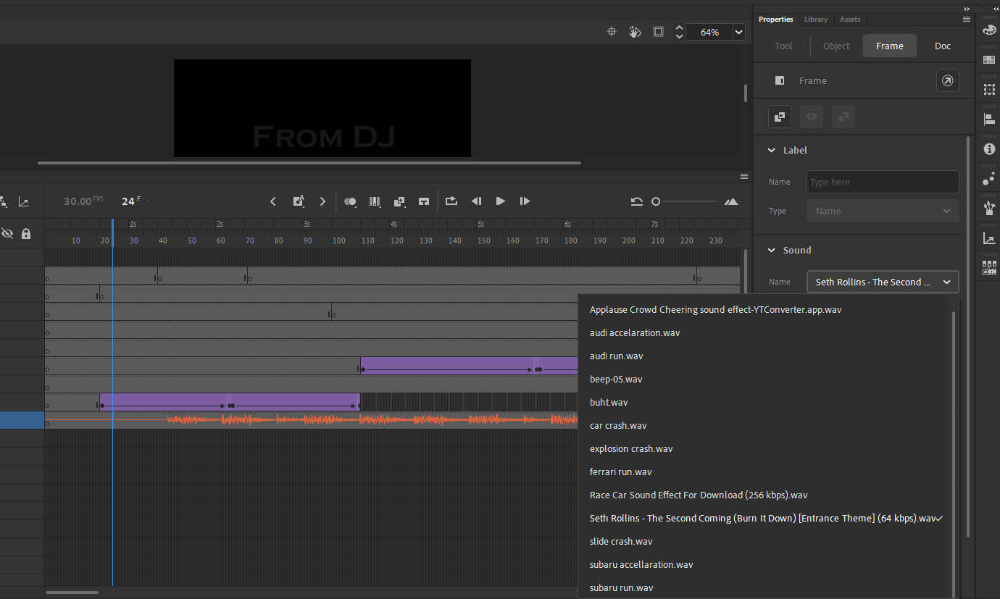 Properties Library Assets
64%
Tool Object Frame Doc
Frame
From DJ
Label
Name Type here
30.00 FPS 24 F
Type Name
1s 2s 3s 4s 5s 6s 7s
10 20 30 40 50 60 70 80 90 100 110 120 130 140 150 160 170 180 190 200 210 220 230
Sound
Name Seth Rollins - The Second ...
Applause Crowd Cheering sound effect-YTConverter.app.wav
audi accelaration.wav
audi run.wav
beep-05.wav
buht.wav
car crash.wav
explosion crash.wav
ferrari run.wav
Race Car Sound Effect For Download (256 kbps).wav
Seth Rollins - The Second Coming (Burn It Down) [Entrance Theme] (64 kbps).wav
slide crash.wav
subaru accellaration.wav
subaru run.wav